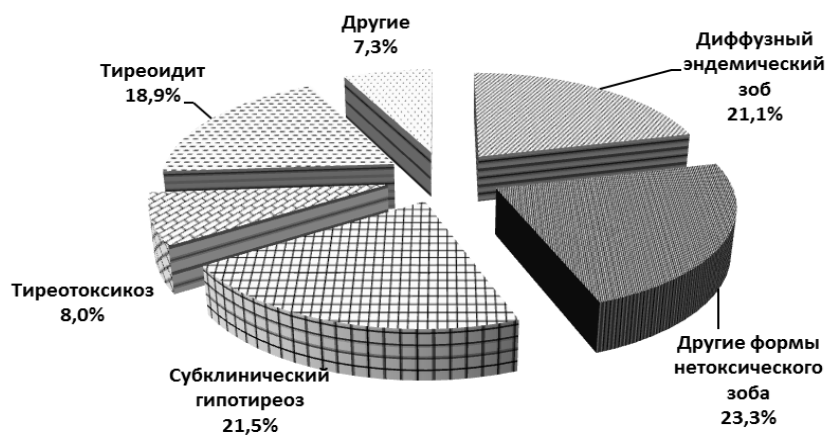 Другие
7,3%
Диффузный
эндемический
зоб
21,1%
Тиреоидит
18,9%
Тиреотоксикоз
8,0%
Субклинический
гипотиреоз
21,5%
Другие формы
нетоксического
зоба
23,3%